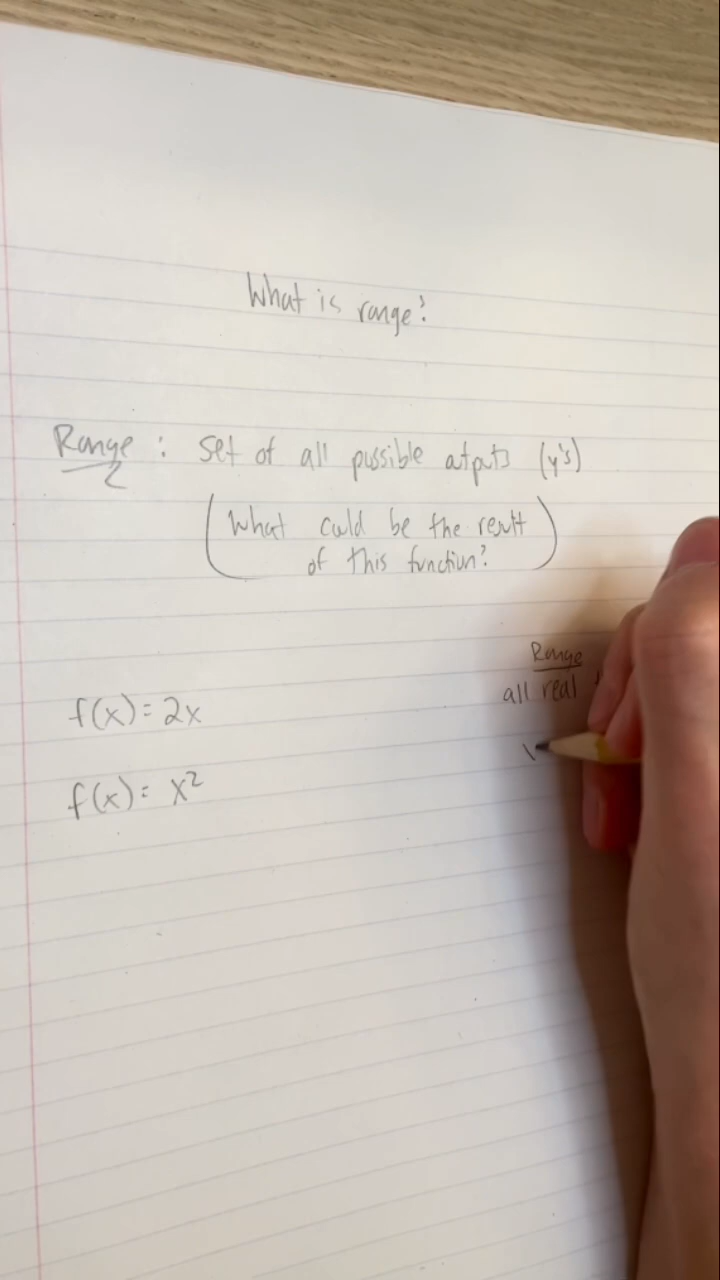 What is range?
Range : set of all possible outputs (y's)
(What could be the result
of this function?)
Range
all real
f(x) = 2x
f(x) = x²